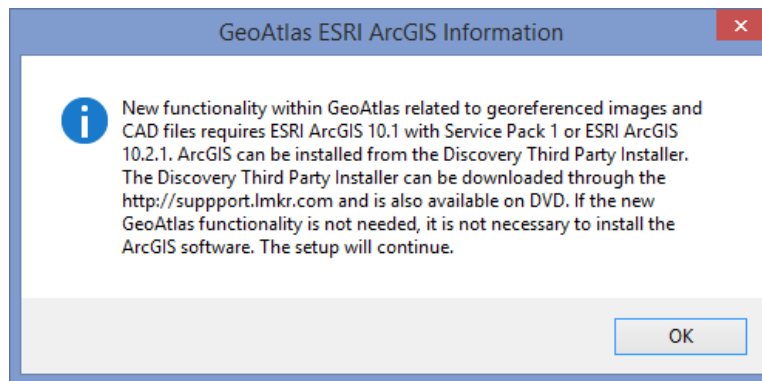 GeoAtlas ESRI ArcGIS Information
New functionality within GeoAtlas related to georeferenced images and
CAD files requires ESRI ArcGIS 10.1 with Service Pack 1 or ESRI ArcGIS
10.2.1. ArcGIS can be installed from the Discovery Third Party Installer.
The Discovery Third Party Installer can be downloaded through the
http://suppport.lmkr.com and is also available on DVD. If the new
GeoAtlas functionality is not needed, it is not necessary to install the
ArcGIS software. The setup will continue.
OK